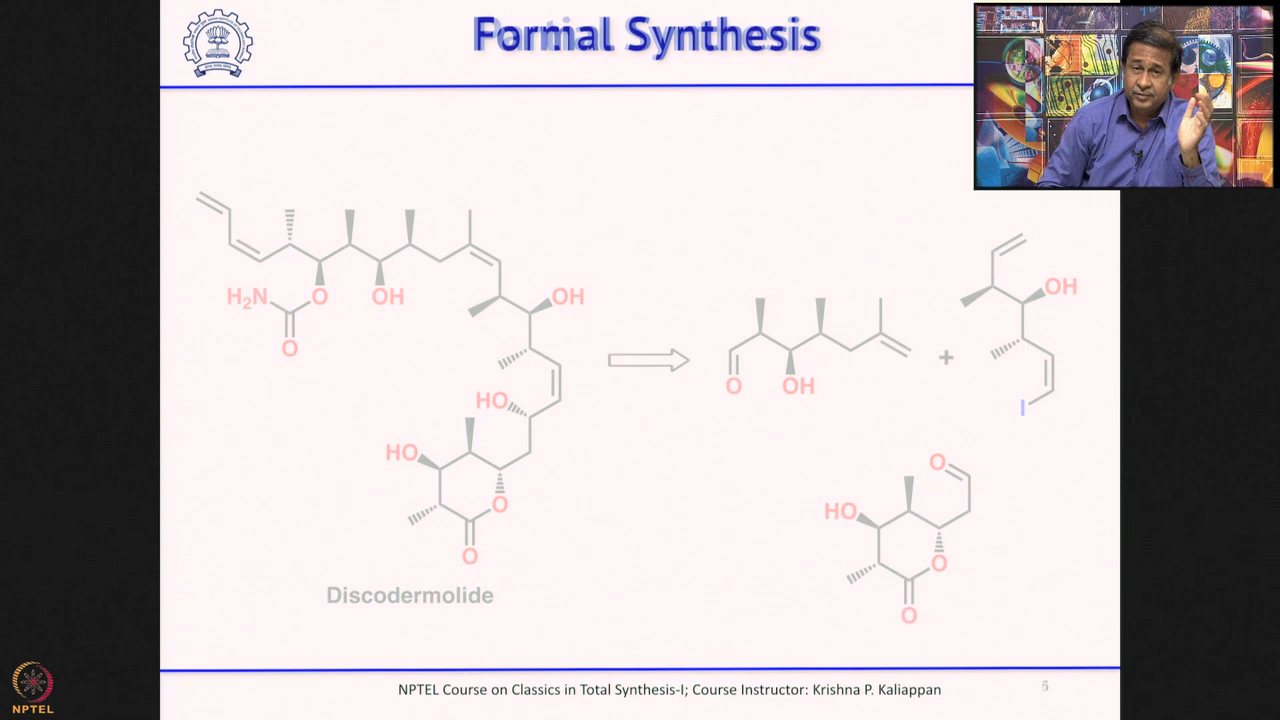 Formal Synthesis
H₂N
O
OH
O
OH
HO
HO
O
O
Discodermolide
O
OH
+
OH
I
O
HO
O
O
NPTEL Course on Classics in Total Synthesis-I; Course Instructor: Krishna P. Kaliappan
NPTEL